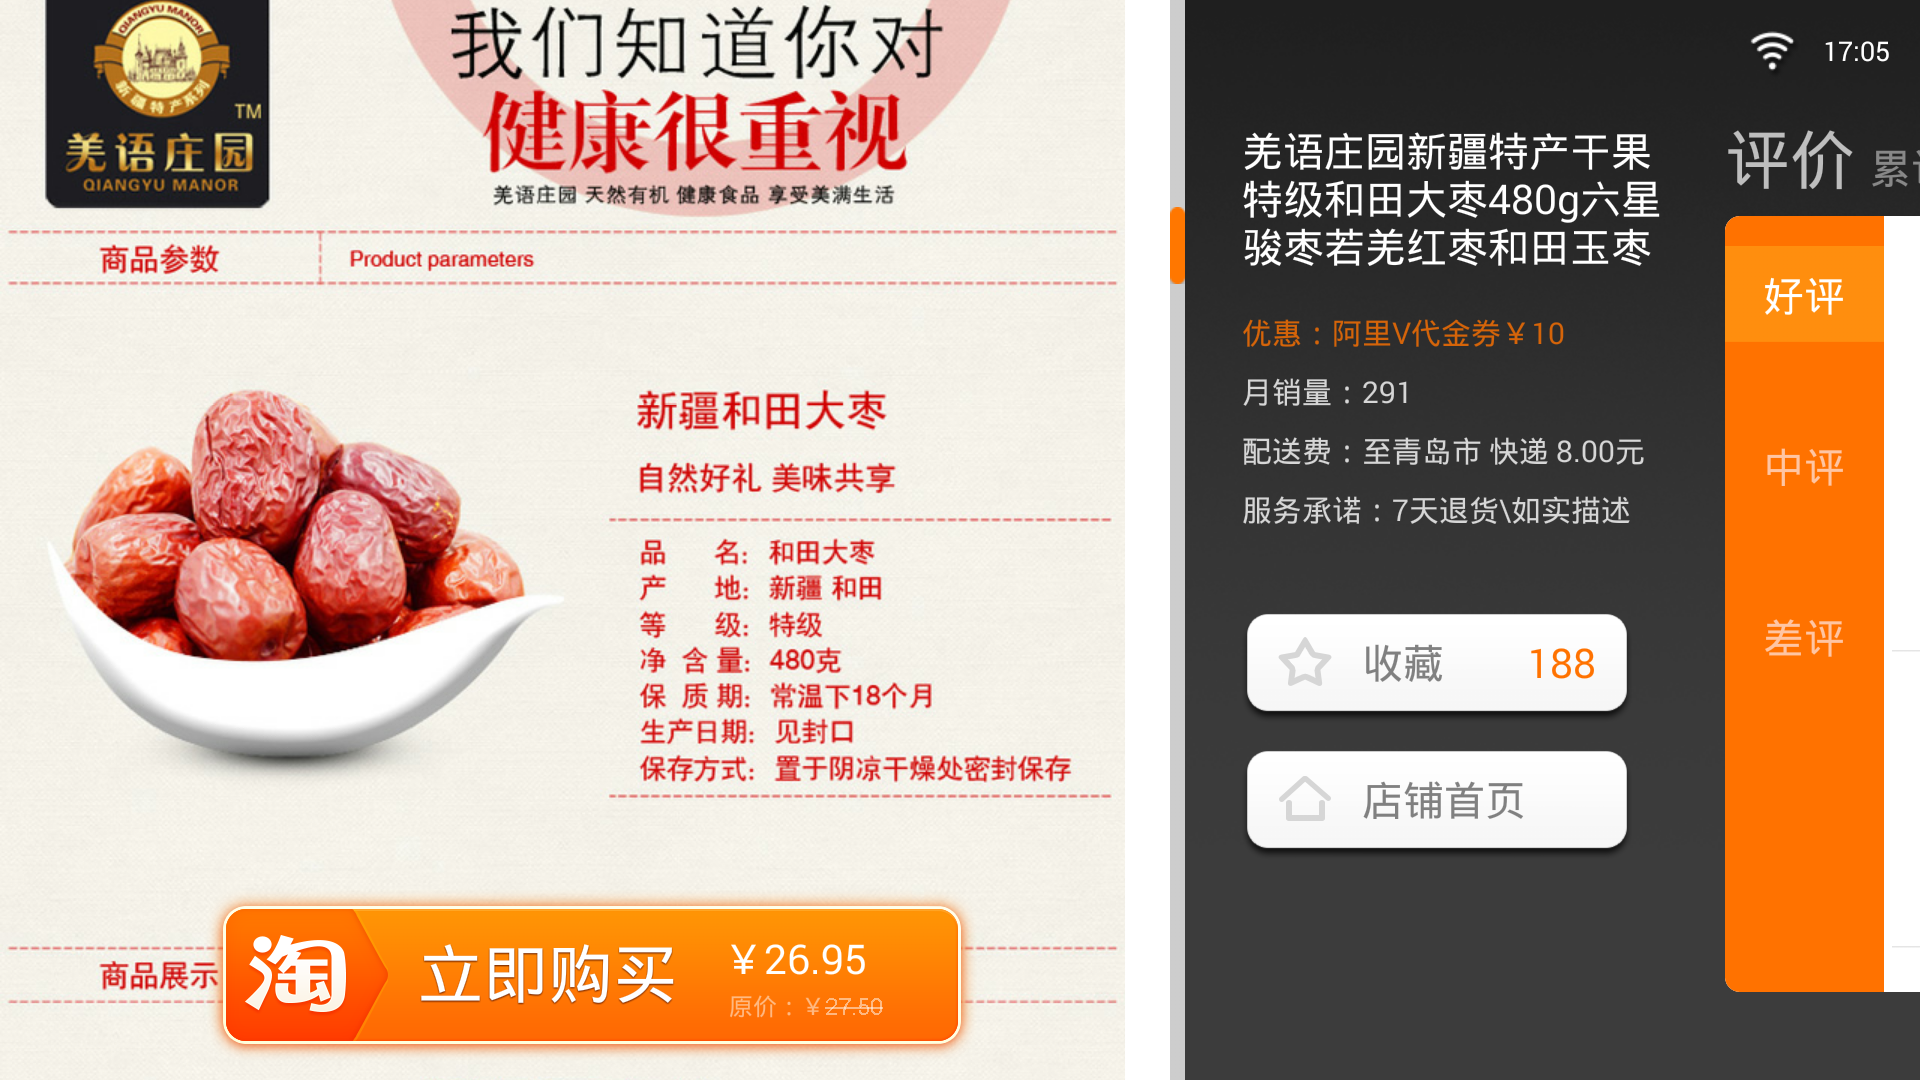 QIANGYU MANOR
新疆特产系列
TM
羌语庄园
QIANGYU MANOR
我们知道你对
健康很重视
羌语庄园 天然有机 健康食品 享受美满生活
商品参数
Product parameters
新疆和田大枣
自然好礼 美味共享
品 名: 和田大枣
产 地: 新疆 和田
等 级: 特级
净 含 量: 480克
保 质 期: 常温下18个月
生产日期: 见封口
保存方式: 置于阴凉干燥处密封保存
商品展示
淘
立即购买
¥26.95
原价：¥27.50
17:05
羌语庄园新疆特产干果
特级和田大枣480g六星
骏枣若羌红枣和田玉枣
优惠：阿里V代金券¥10
月销量：291
配送费：至青岛市 快递 8.00元
服务承诺：7天退货\如实描述
收藏 188
店铺首页
评价 累
好评
中评
差评